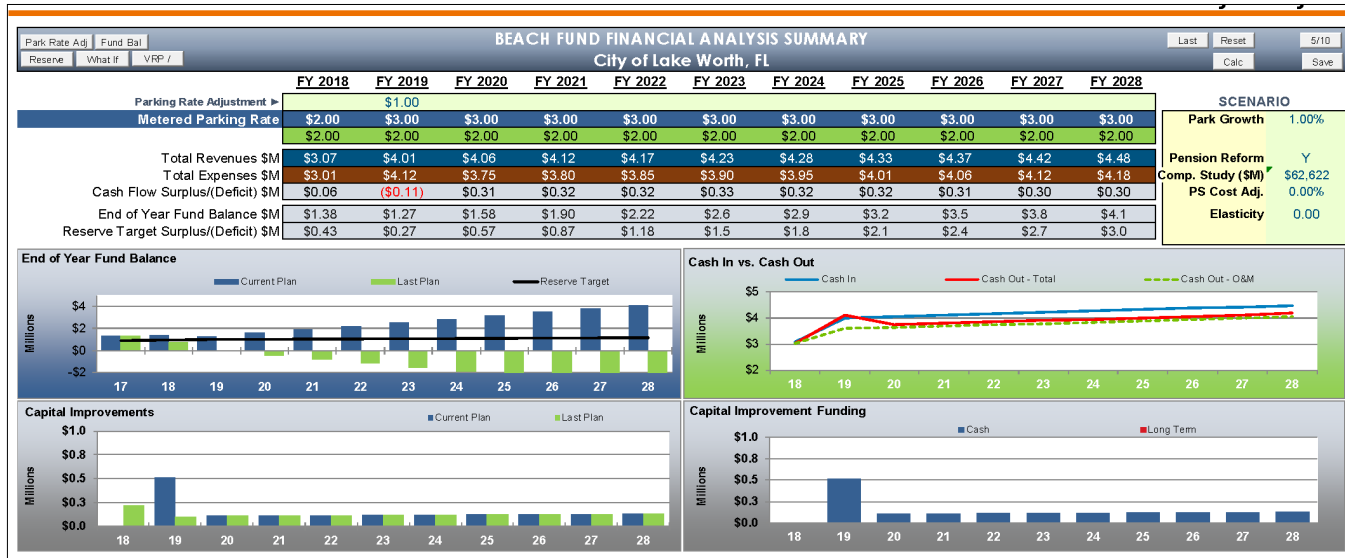 Park Rate Adj Fund Bal
Reserve What If VRP /
BEACH FUND FINANCIAL ANALYSIS SUMMARY
City of Lake Worth, FL
Last Reset 5/10
Calc Save
FY 2018 FY 2019 FY 2020 FY 2021 FY 2022 FY 2023 FY 2024 FY 2025 FY 2026 FY 2027 FY 2028
Parking Rate Adjustment ► $1.00
Metered Parking Rate $2.00 $3.00 $3.00 $3.00 $3.00 $3.00 $3.00 $3.00 $3.00 $3.00 $3.00
$2.00 $2.00 $2.00 $2.00 $2.00 $2.00 $2.00 $2.00 $2.00 $2.00 $2.00
Total Revenues $M $3.07 $4.01 $4.06 $4.12 $4.17 $4.23 $4.28 $4.33 $4.37 $4.42 $4.48
Total Expenses $M $3.01 $4.12 $3.75 $3.80 $3.85 $3.90 $3.95 $4.01 $4.06 $4.12 $4.18
Cash Flow Surplus/(Deficit) $M $0.06 ($0.11) $0.31 $0.32 $0.32 $0.33 $0.32 $0.32 $0.31 $0.30 $0.30
End of Year Fund Balance $M $1.38 $1.27 $1.58 $1.90 $2.22 $2.6 $2.9 $3.2 $3.5 $3.8 $4.1
Reserve Target Surplus/(Deficit) $M $0.43 $0.27 $0.57 $0.87 $1.18 $1.5 $1.8 $2.1 $2.4 $2.7 $3.0
SCENARIO
Park Growth 1.00%
Pension Reform Y
Comp. Study ($M) $62,622
PS Cost Adj. 0.00%
Elasticity 0.00
End of Year Fund Balance
Current Plan Last Plan Reserve Target
Millions
$4
$2
$0
-$2
17 18 19 20 21 22 23 24 25 26 27 28
Cash In vs. Cash Out
Cash In Cash Out - Total Cash Out - O&M
Millions
$5
$4
$3
$2
18 19 20 21 22 23 24 25 26 27 28
Capital Improvements
Current Plan Last Plan
Millions
$1.0
$0.8
$0.5
$0.3
$0.0
18 19 20 21 22 23 24 25 26 27 28
Capital Improvement Funding
Cash Long Term
Millions
$1.0
$0.8
$0.5
$0.3
$0.0
18 19 20 21 22 23 24 25 26 27 28